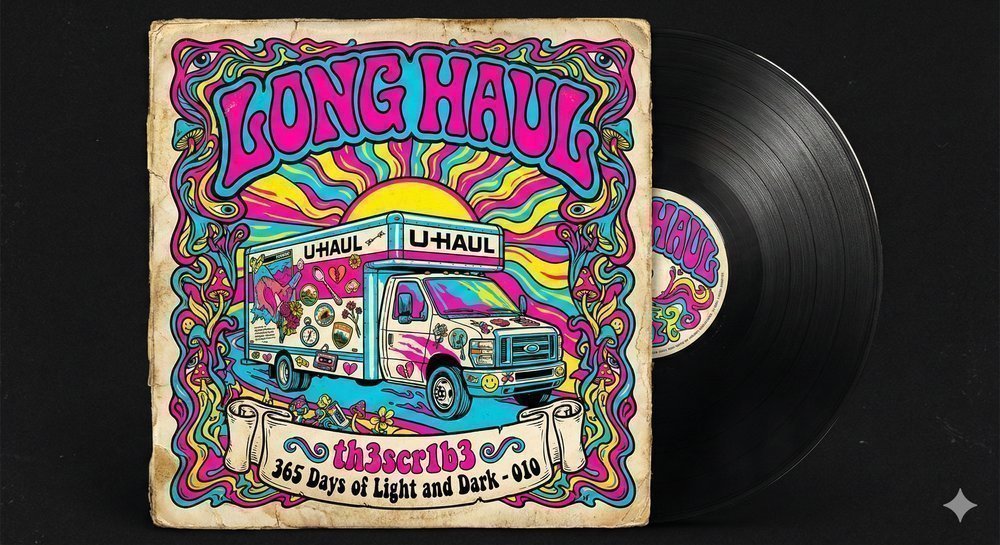 LONG HAUL
U-HAUL
U-HAUL
HAUL
th3scr1b3
365 Days of Light and Dark - 010